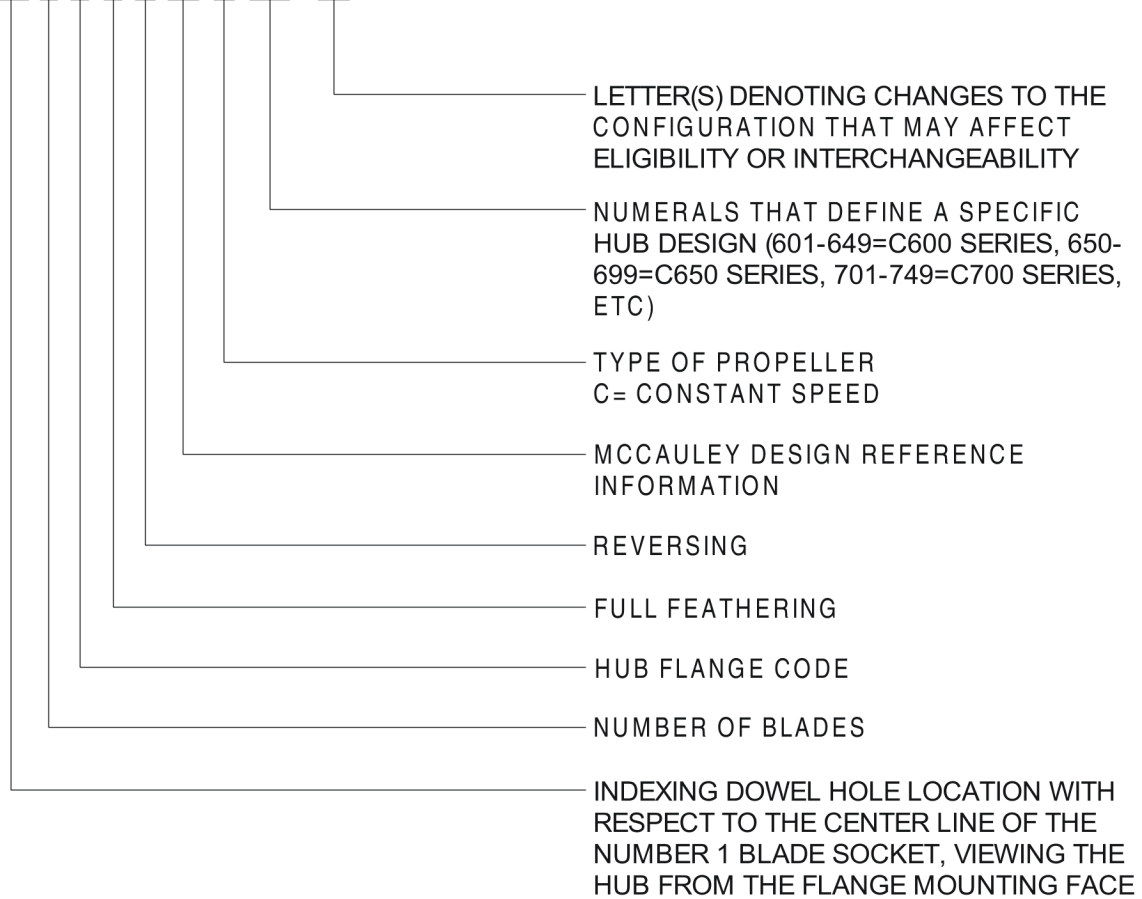 LETTER(S) DENOTING CHANGES TO THE
CONFIGURATION THAT MAY AFFECT
ELIGIBILITY OR INTERCHANGEABILITY
NUMERALS THAT DEFINE A SPECIFIC
HUB DESIGN (601-649=C600 SERIES, 650-
699=C650 SERIES, 701-749=C700 SERIES,
ETC)
TYPE OF PROPELLER
C= CONSTANT SPEED
MCCAULEY DESIGN REFERENCE
INFORMATION
REVERSING
FULL FEATHERING
HUB FLANGE CODE
NUMBER OF BLADES
INDEXING DOWEL HOLE LOCATION WITH
RESPECT TO THE CENTER LINE OF THE
NUMBER 1 BLADE SOCKET, VIEWING THE
HUB FROM THE FLANGE MOUNTING FACE